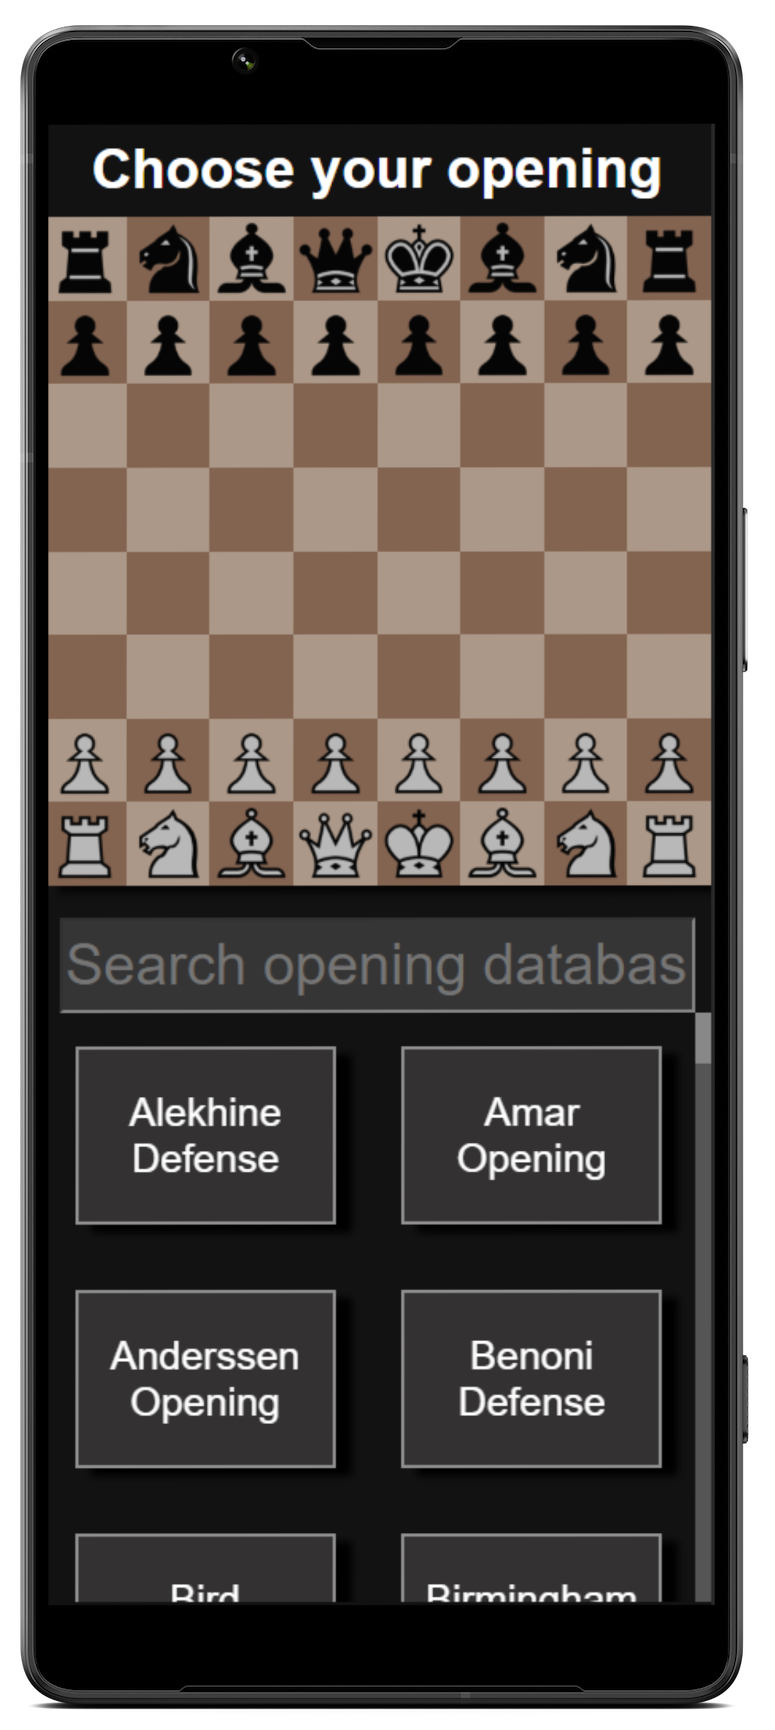 Choose your opening
Search opening databas
Alekhine
Defense
Amar
Opening
Anderssen
Opening
Benoni
Defense
Bird
Birmingham